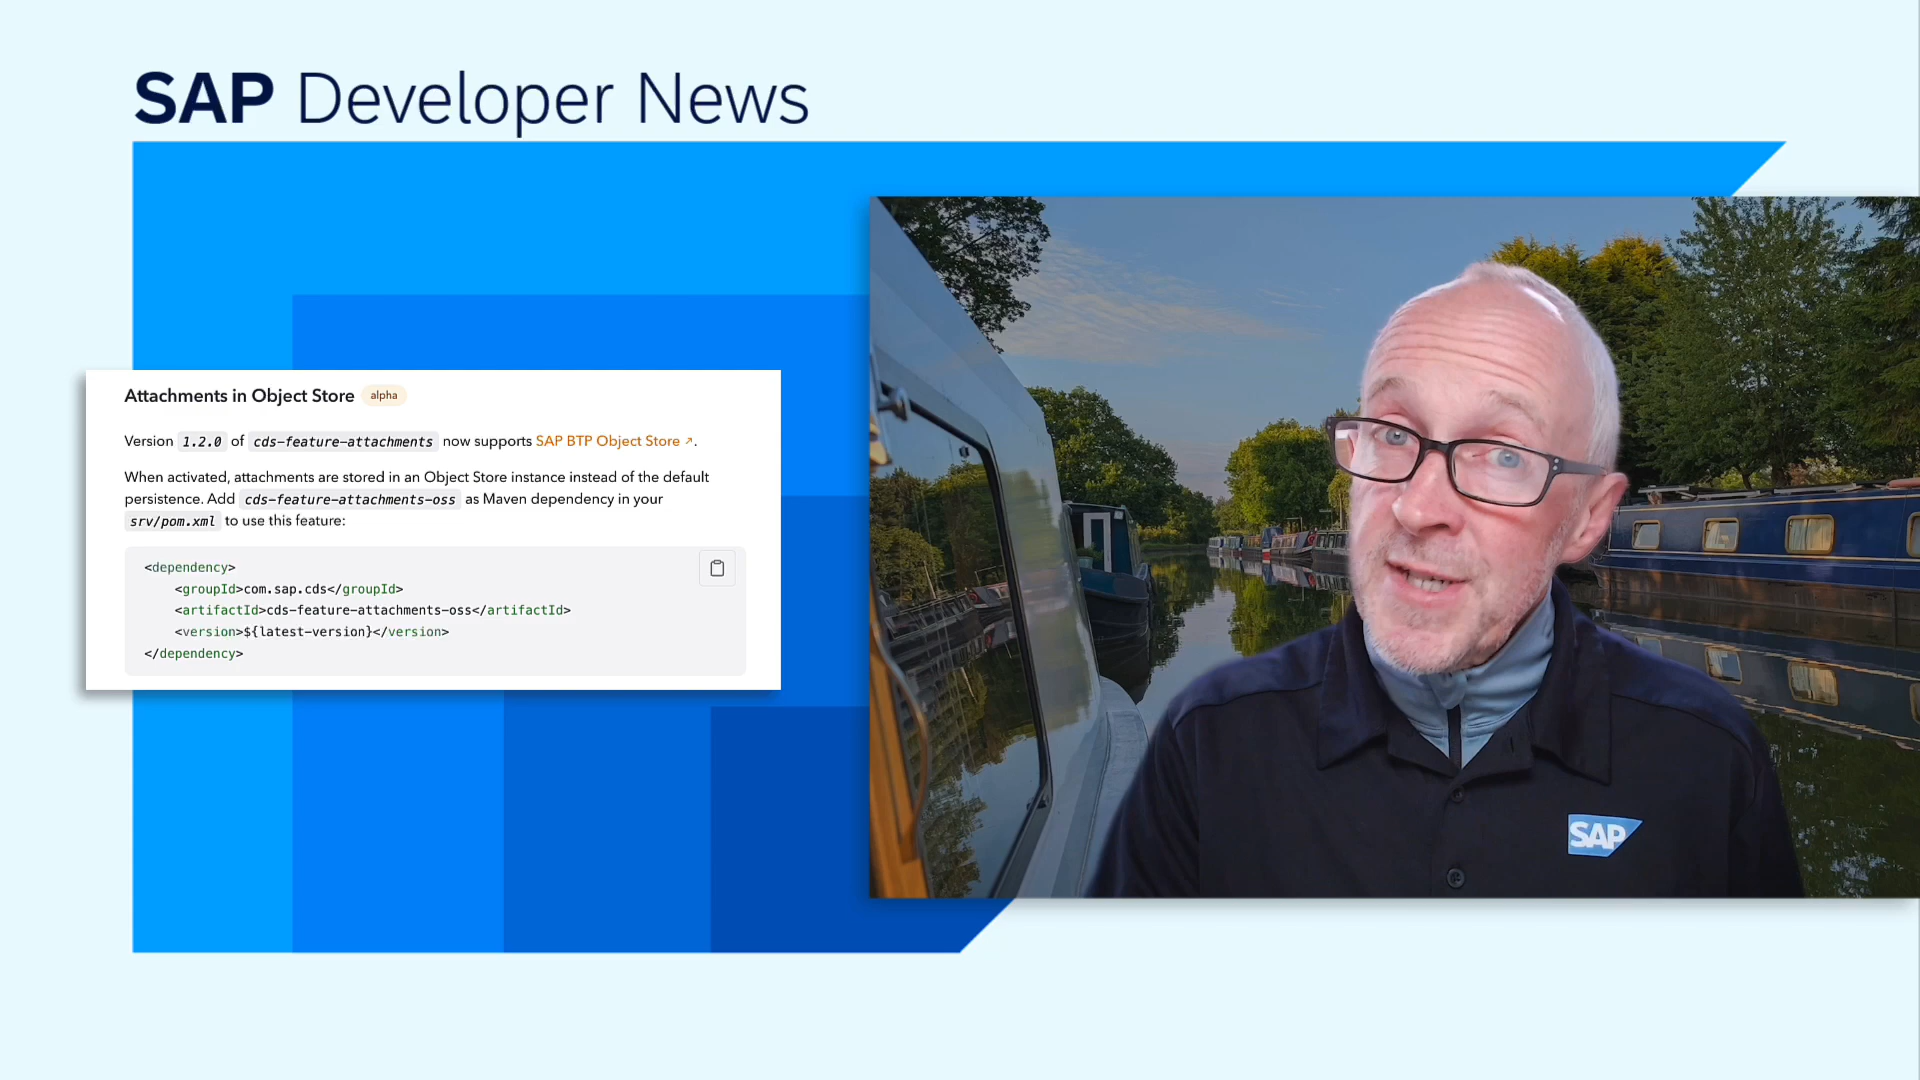 SAP Developer News
Attachments in Object Store alpha
Version 1.2.0 of cds-feature-attachments now supports SAP BTP Object Store ↗.
When activated, attachments are stored in an Object Store instance instead of the default
persistence. Add cds-feature-attachments-oss as Maven dependency in your
srv/pom.xml to use this feature:
<dependency>
<groupId>com.sap.cds</groupId>
<artifactId>cds-feature-attachments-oss</artifactId>
<version>${latest-version}</version>
</dependency>
SAP